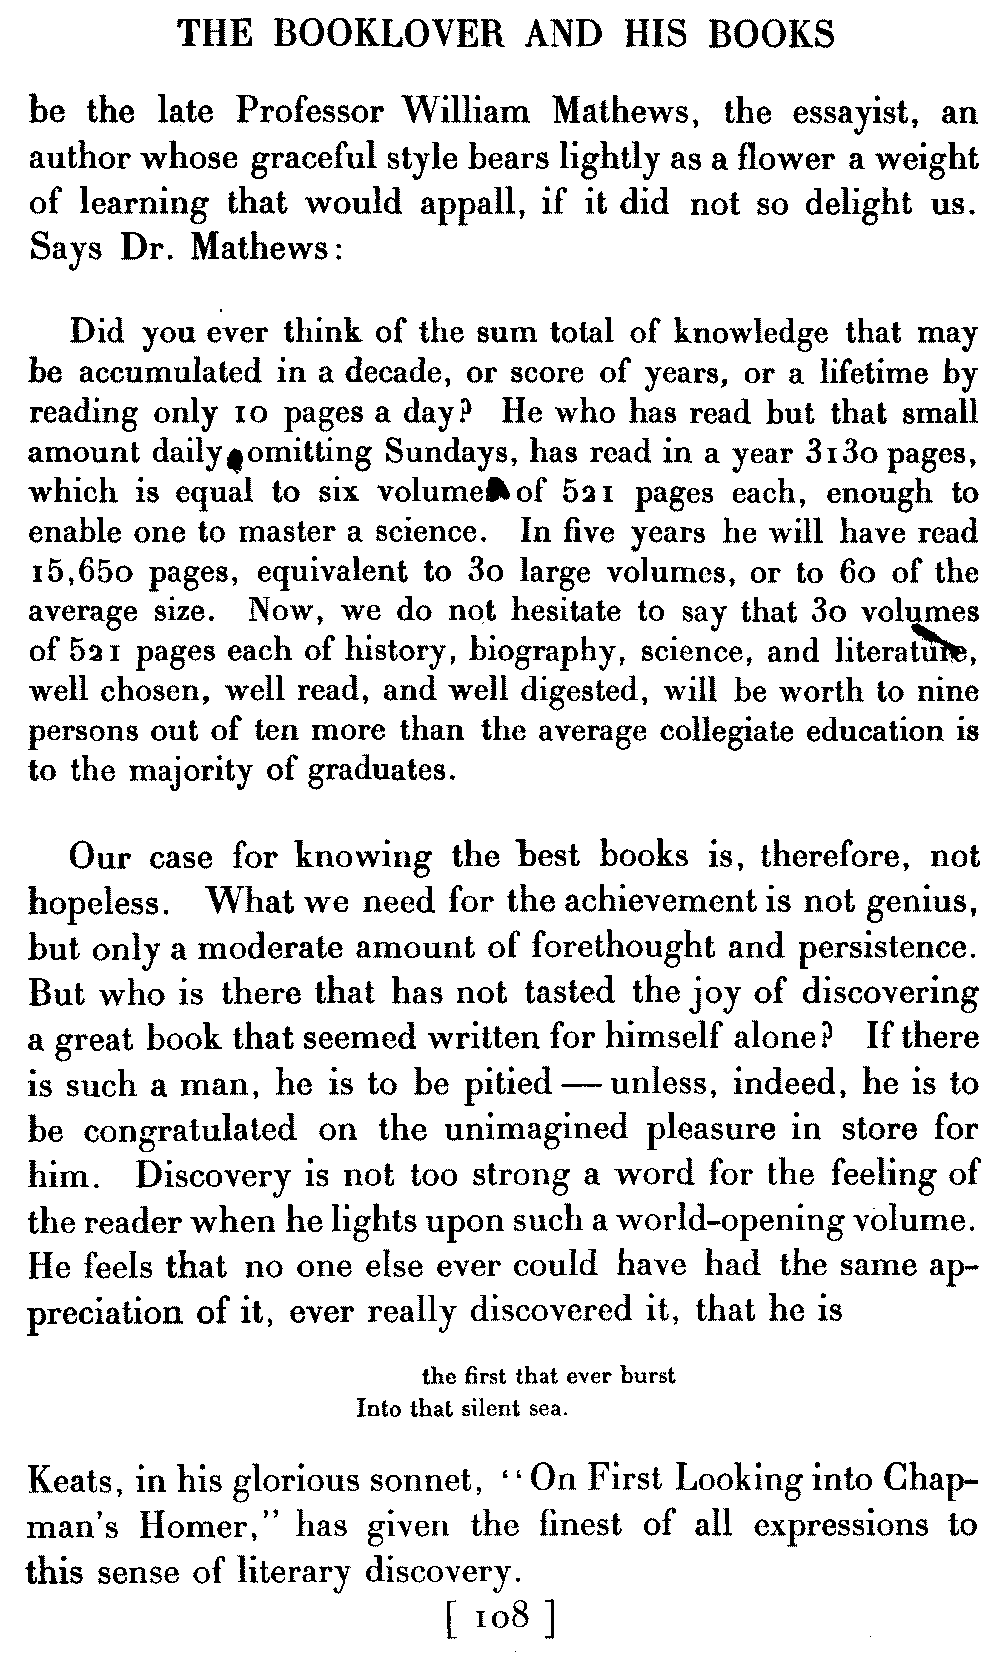 THE BOOKLOVER AND HIS BOOKS
be the late Professor William Mathews, the essayist, an
author whose graceful style bears lightly as a flower a weight
of learning that would appall, if it did not so delight us.
Says Dr. Mathews:
Did you ever think of the sum total of knowledge that may
be accumulated in a decade, or score of years, or a lifetime by
reading only 10 pages a day? He who has read but that small
amount daily, omitting Sundays, has read in a year 3130 pages,
which is equal to six volumes of 521 pages each, enough to
enable one to master a science. In five years he will have read
15,650 pages, equivalent to 30 large volumes, or to 60 of the
average size. Now, we do not hesitate to say that 30 volumes
of 521 pages each of history, biography, science, and literature,
well chosen, well read, and well digested, will be worth to nine
persons out of ten more than the average collegiate education is
to the majority of graduates.
Our case for knowing the best books is, therefore, not
hopeless. What we need for the achievement is not genius,
but only a moderate amount of forethought and persistence.
But who is there that has not tasted the joy of discovering
a great book that seemed written for himself alone? If there
is such a man, he is to be pitied — unless, indeed, he is to
be congratulated on the unimagined pleasure in store for
him. Discovery is not too strong a word for the feeling of
the reader when he lights upon such a world-opening volume.
He feels that no one else ever could have had the same ap-
preciation of it, ever really discovered it, that he is
the first that ever burst
Into that silent sea.
Keats, in his glorious sonnet, "On First Looking into Chap-
man's Homer," has given the finest of all expressions to
this sense of literary discovery.
[ 108 ]